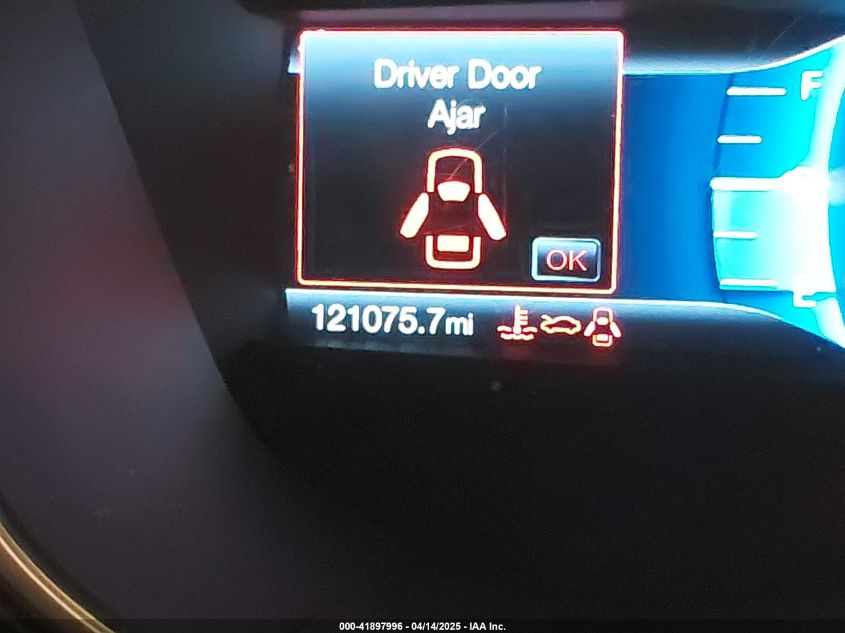 Driver Door
Ajar
F
OK
121075.7mi
E
000-41897996 - 04/14/2025 - IAA Inc.